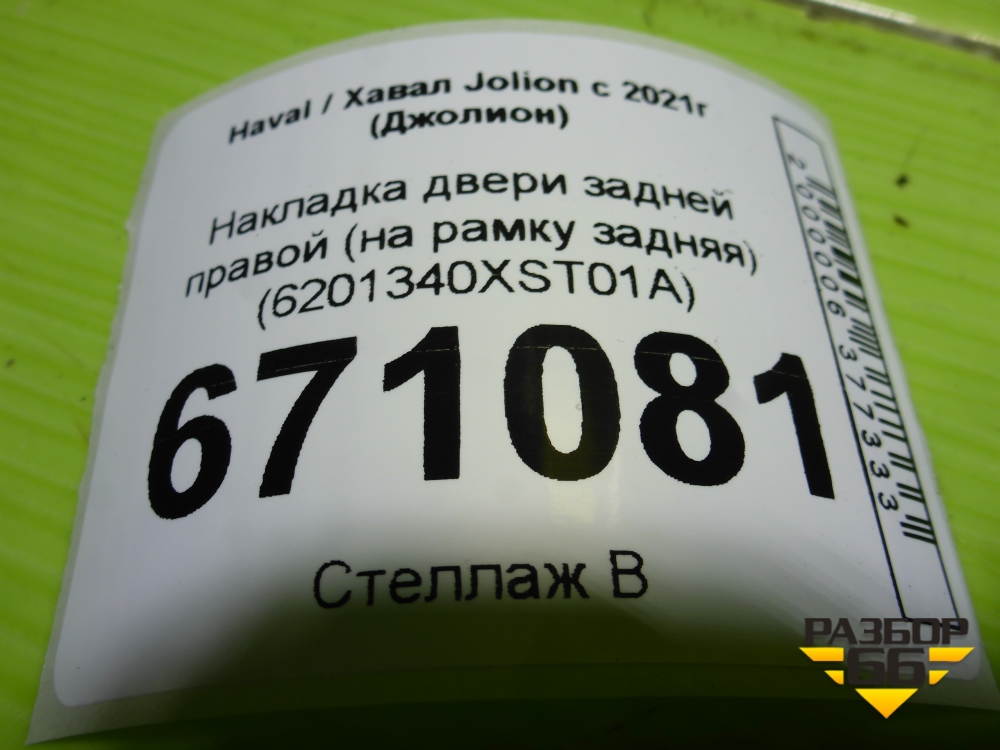 Haval / Хавал Jolion с 2021г
(Джолион)
Накладка двери задней
правой (на рамку задняя)
(6201340XST01A)
671081
Стеллаж В
2000006377333
РАЗБОР
66